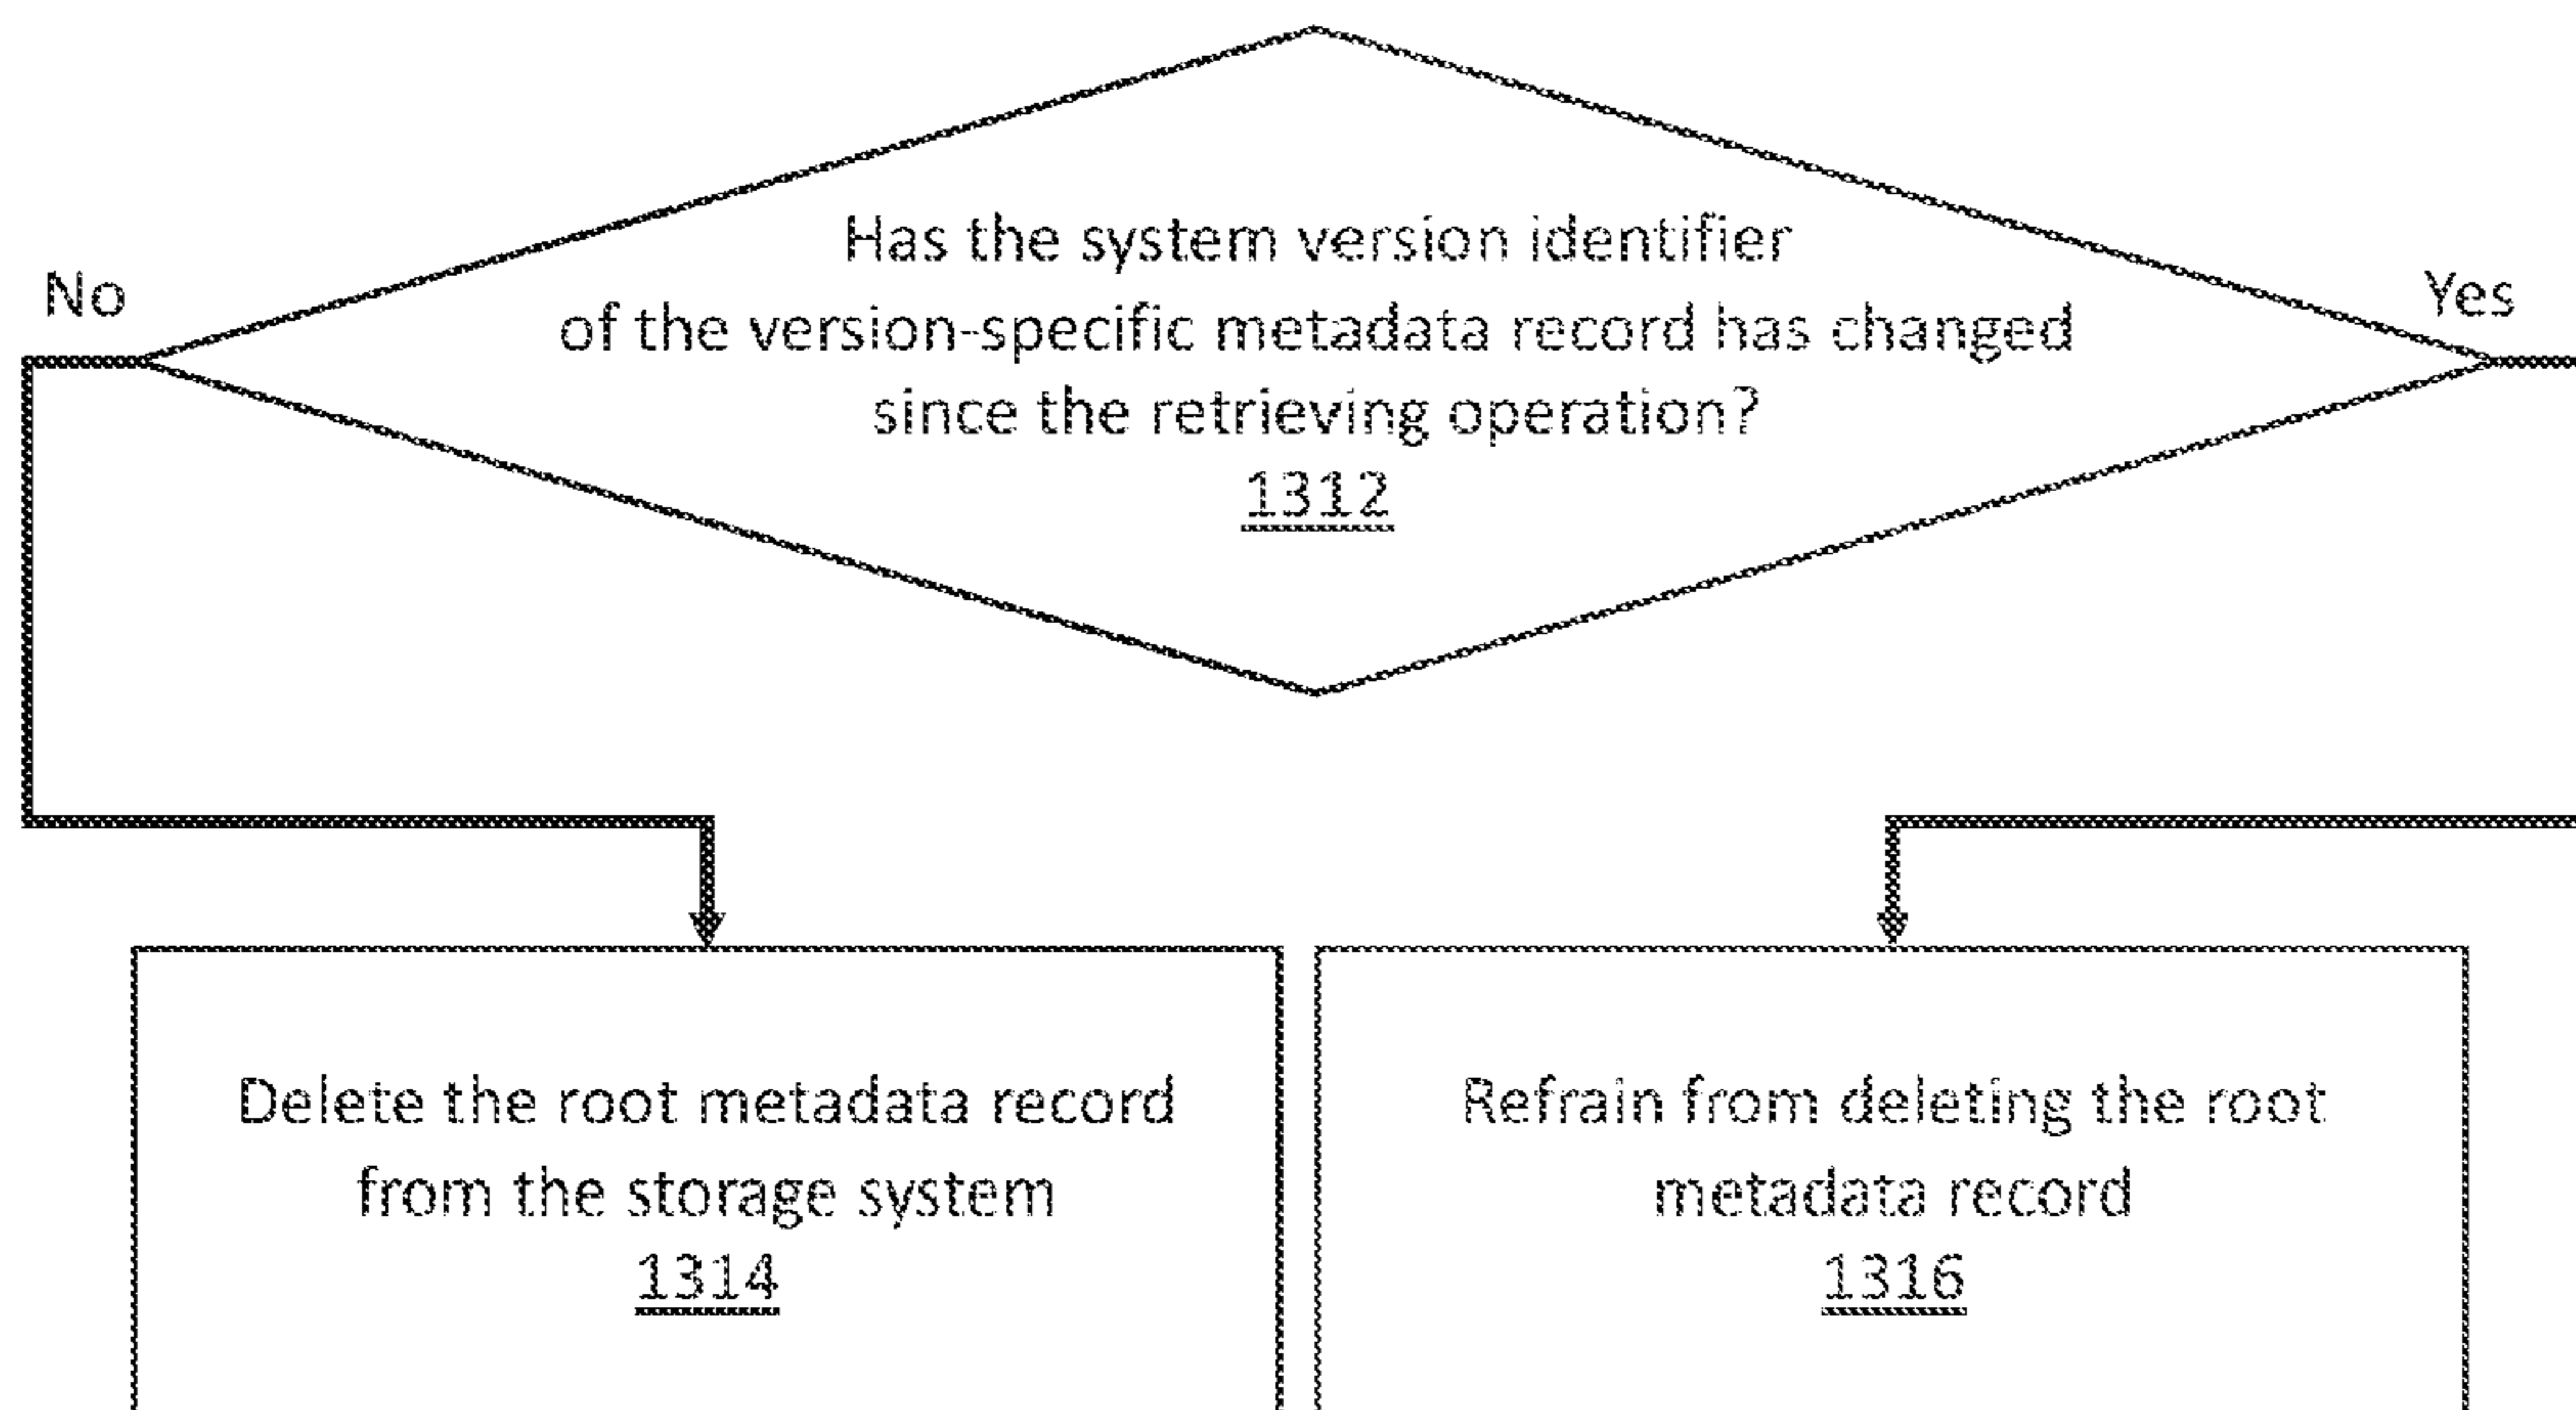 Has the system version identifier
No
Yes
of the version-specific metadata record has changed
since the retrieving operation?
1312
Delete the root metadata record
from the storage system
1314
Refrain from deleting the root
metadata record
1316